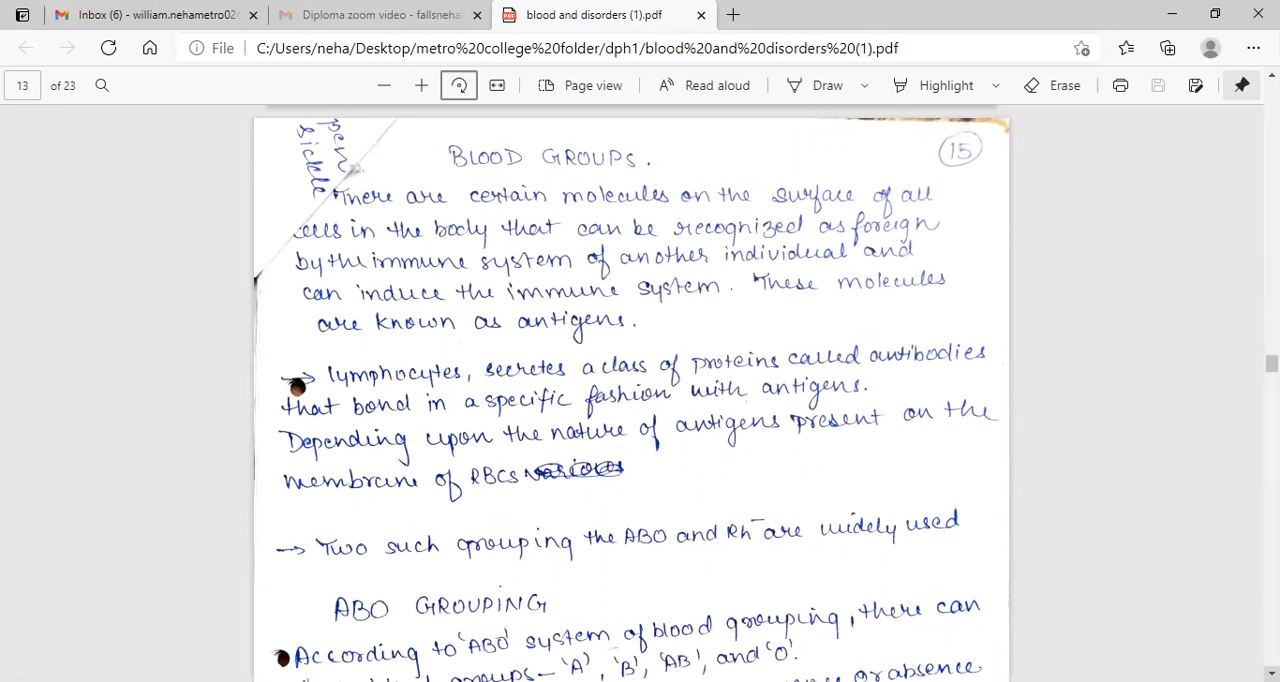 Inbox (6) - william.nehametro02
Diploma zoom video - fallsneha
blood and disorders (1).pdf
File
C:/Users/neha/Desktop/metro%20college%20folder/dph1/blood%20and%20disorders%20(1).pdf
13 of 23
Page view
Read aloud
Draw
Highlight
Erase
pen
sickle
BLOOD GROUPS.
15
There are certain molecules on the surface of all
cells in the body that can be recognized as foreign
by the immune system of another individual and
can induce the immune system. These molecules
are known as antigens.
→ lymphocytes, secretes a class of proteins called antibodies
that bond in a specific fashion with antigens.
Depending upon the nature of antigens present on the
membrane of RBCs
→ Two such grouping the ABO and Rh are widely used
ABO GROUPING
According to 'ABO' system of blood grouping, there can
groups - 'A', 'B', 'AB', and 'O'.
or absence